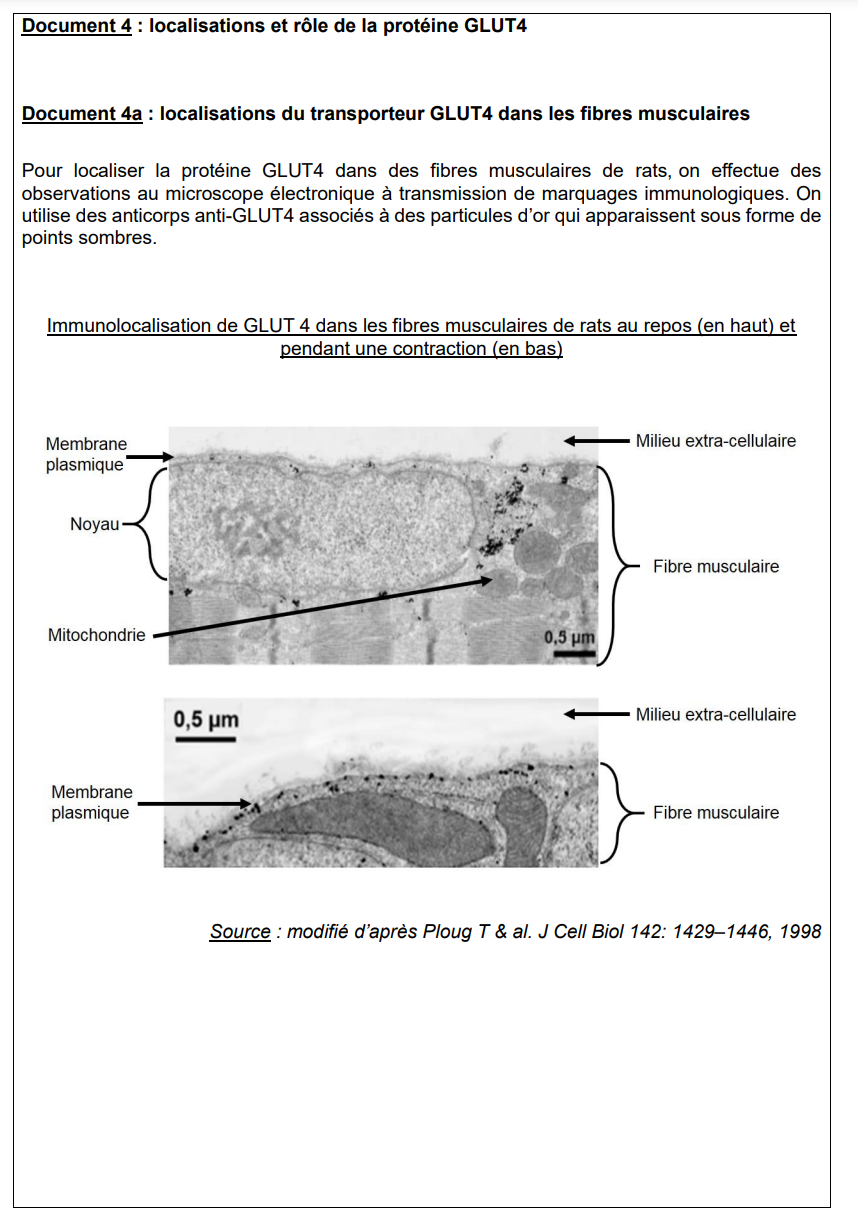 Document 4 : localisations et rôle de la protéine GLUT4
Document 4a : localisations du transporteur GLUT4 dans les fibres musculaires
Pour localiser la protéine GLUT4 dans des fibres musculaires de rats, on effectue des
observations au microscope électronique à transmission de marquages immunologiques. On
utilise des anticorps anti-GLUT4 associés à des particules d’or qui apparaissent sous forme de
points sombres.
Immunolocalisation de GLUT 4 dans les fibres musculaires de rats au repos (en haut) et
pendant une contraction (en bas)
Membrane
plasmique
Milieu extra-cellulaire
Noyau
Fibre musculaire
Mitochondrie
0,5 µm
0,5 µm
Milieu extra-cellulaire
Membrane
plasmique
Fibre musculaire
Source : modifié d’après Ploug T & al. J Cell Biol 142: 1429–1446, 1998